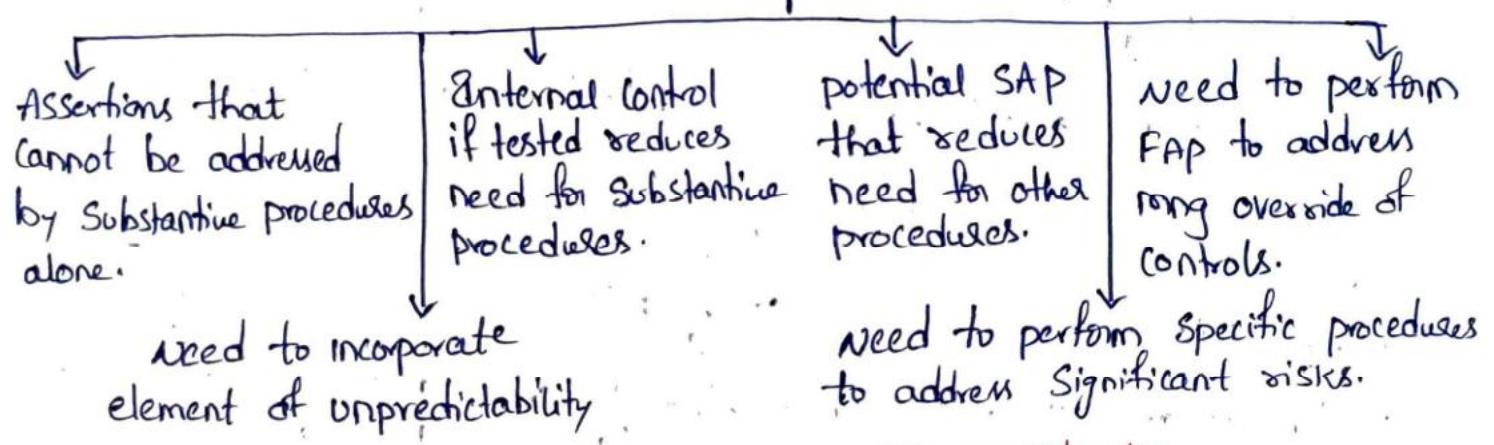 Assertions that
cannot be addressed
by substantive procedures
alone.
Need to incorporate
element of unpredictability
Internal control
if tested reduces
need for substantive
procedures.
potential SAP
that reduces
need for other
procedures.
Need to perform specific procedures
to address significant risks.
Need to perform
FAP to address
mng override of
controls.